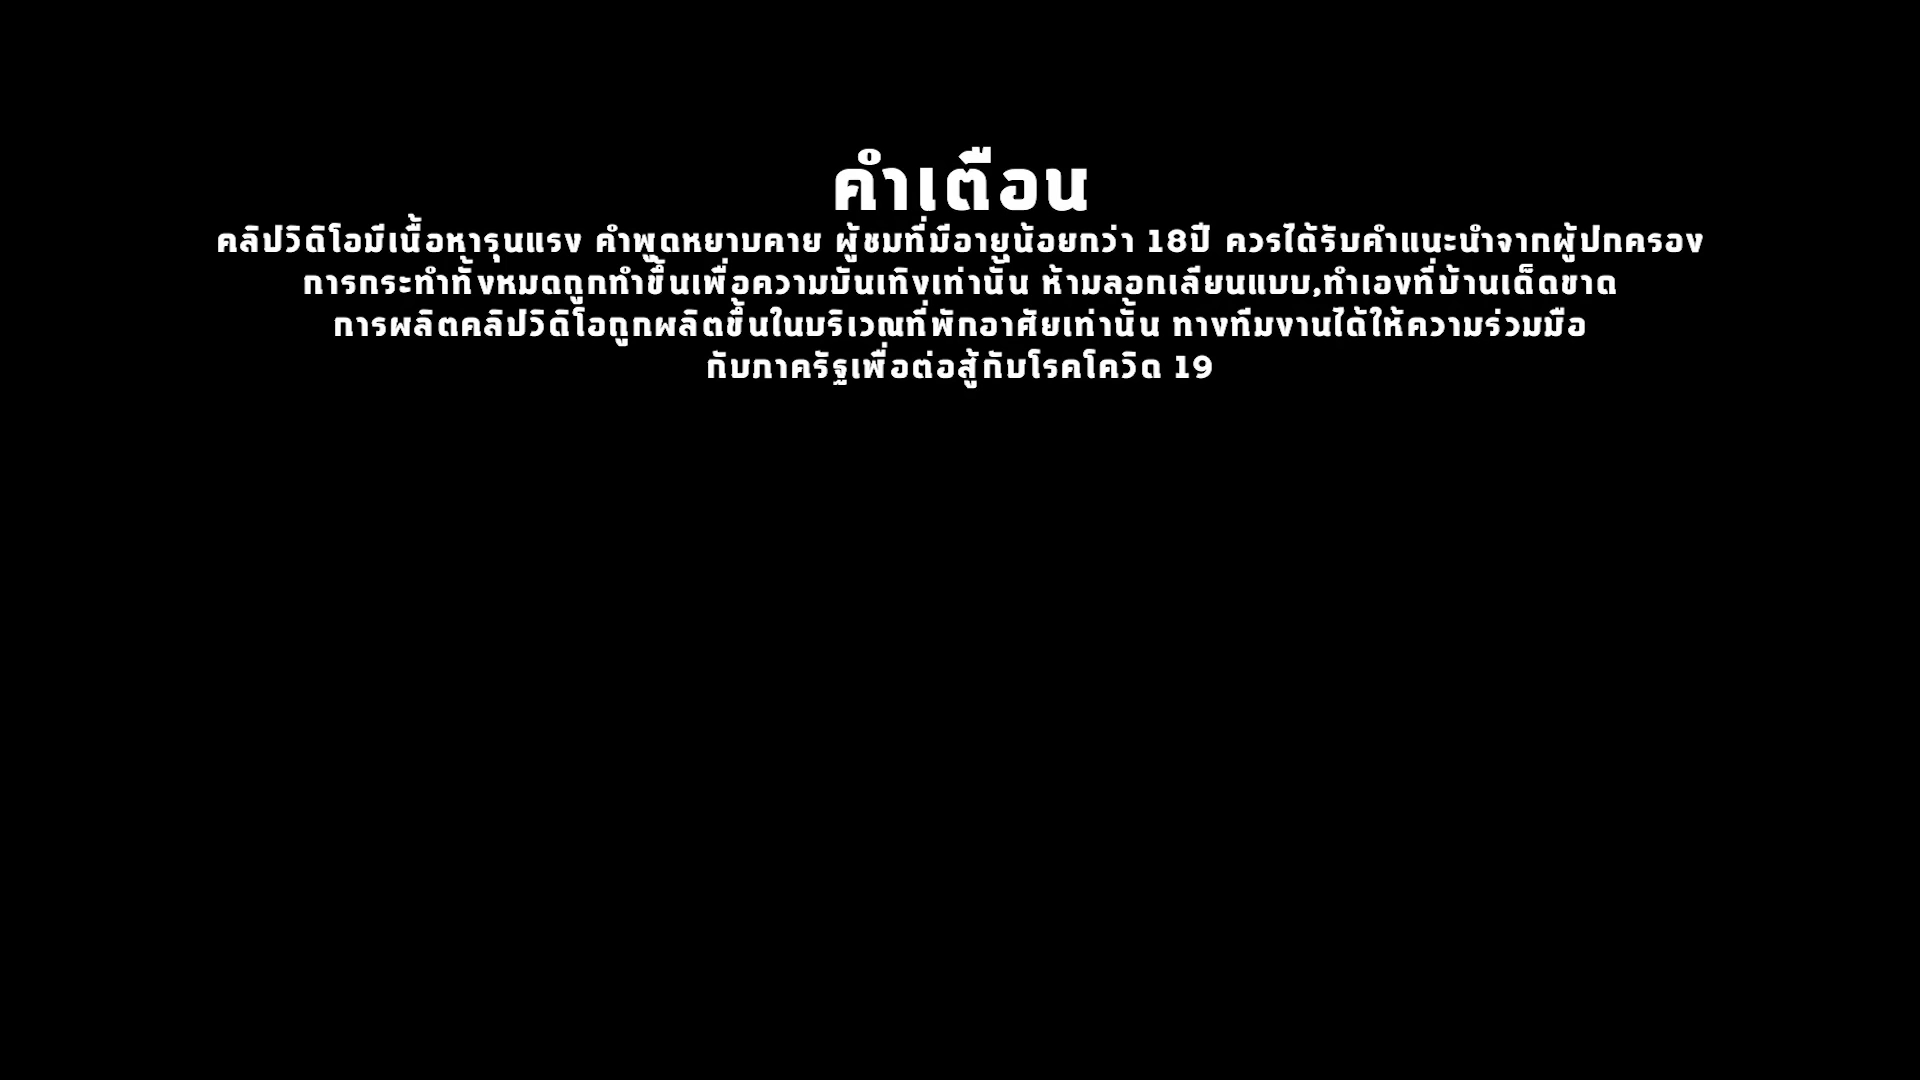 คำเตือน
คลิปวิดิโอมีเนื้อหารุนแรง คำพูดหยาบคาย ผู้ชมที่มีอายุน้อยกว่า 18ปี ควรได้รับคำแนะนำจากผู้ปกครอง
การกระทำทั้งหมดถูกทำขึ้นเพื่อความบันเทิงเท่านั้น ห้ามลอกเลียนแบบ,ทำเองที่บ้านเด็ดขาด
การผลิตคลิปวิดิโอถูกผลิตขึ้นในบริเวณที่พักอาศัยเท่านั้น ทางทีมงานได้ให้ความร่วมมือ
กับภาครัฐเพื่อต่อสู้กับโรคโควิด 19